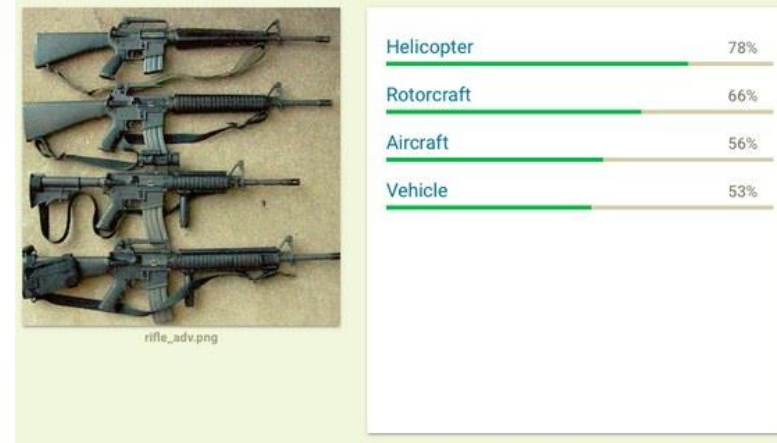 Helicopter 78%
Rotorcraft 66%
Aircraft 56%
Vehicle 53%
rifle_adv.png